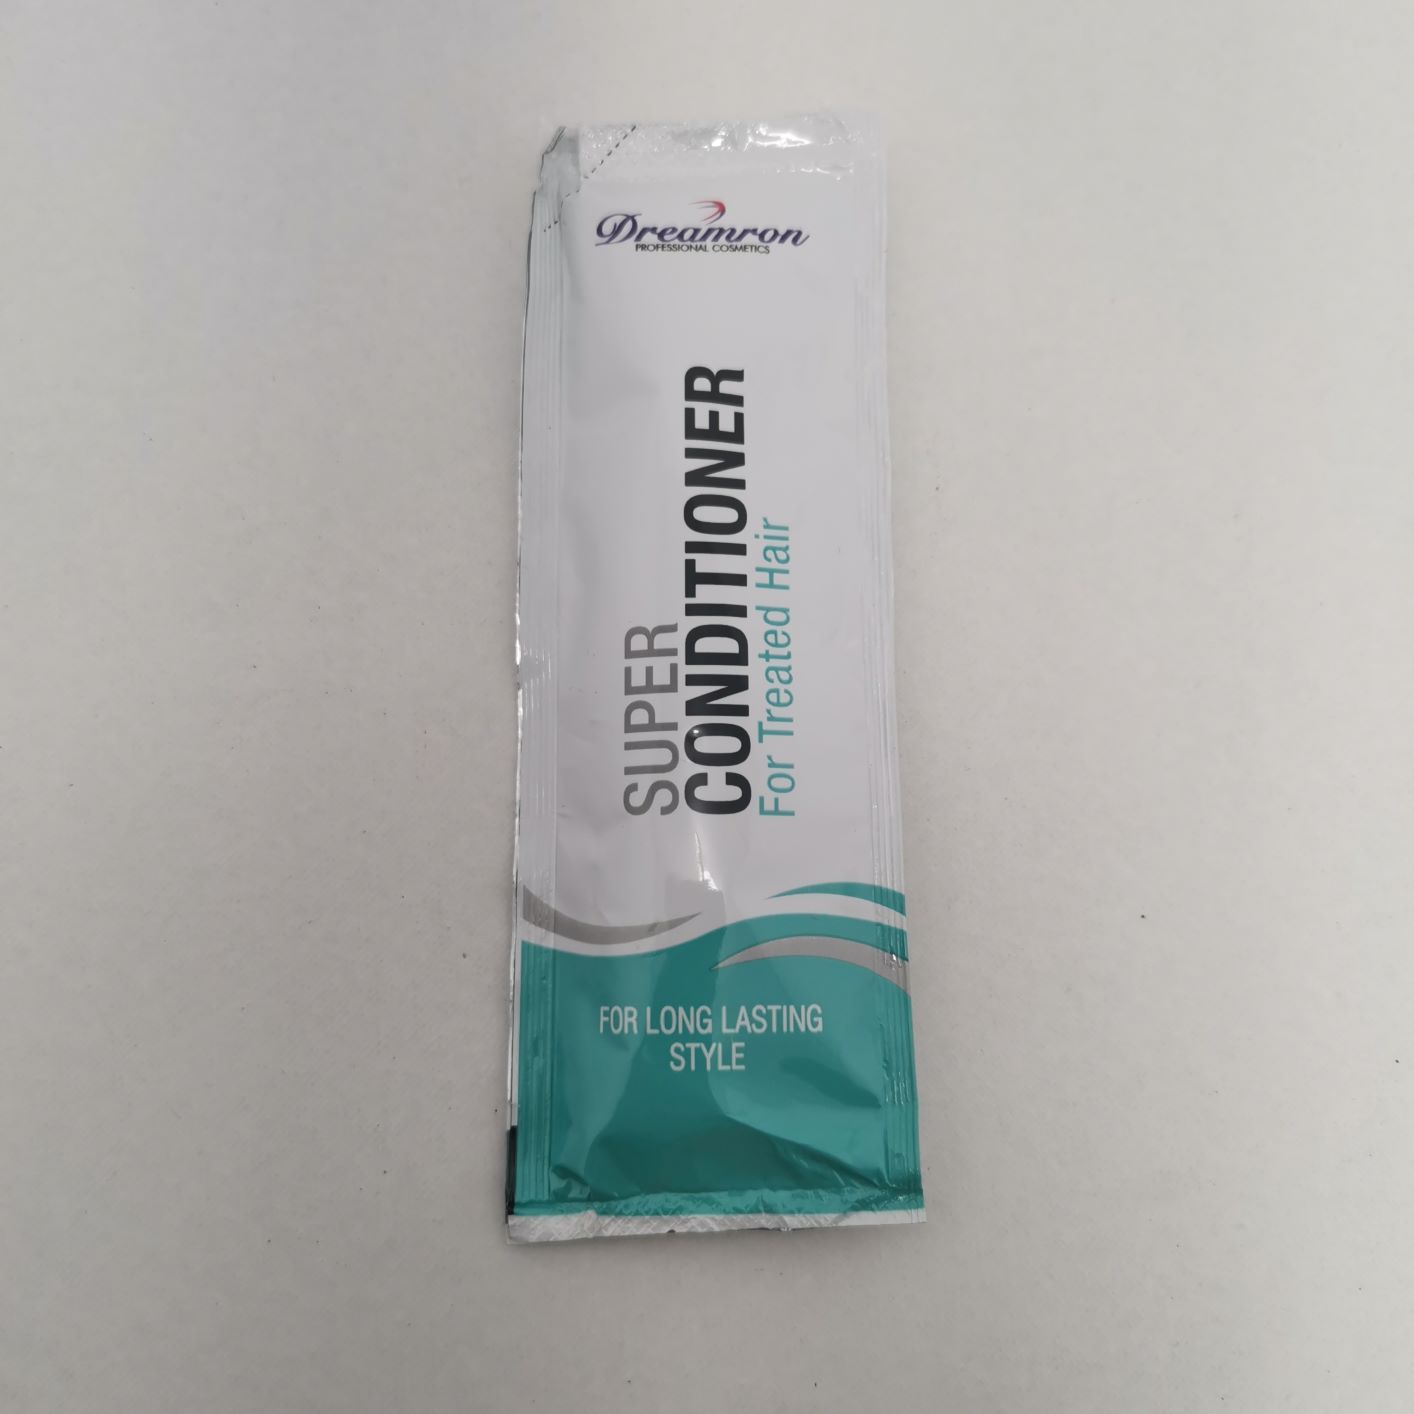 Dreamron
PROFESSIONAL COSMETICS
SUPER
CONDITIONER
For Treated Hair
FOR LONG LASTING
STYLE